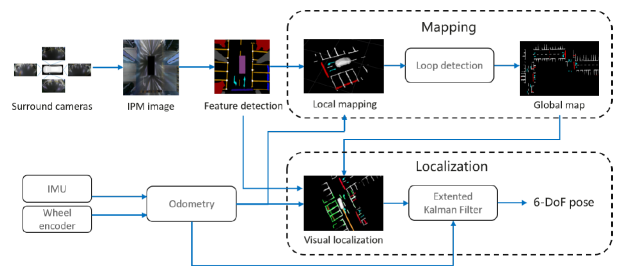 Mapping
Surround cameras
IPM image
Feature detection
Local mapping
Loop detection
Global map
Localization
IMU
Wheel
encoder
Odometry
Visual localization
Extented
Kalman Filter
6-DoF pose